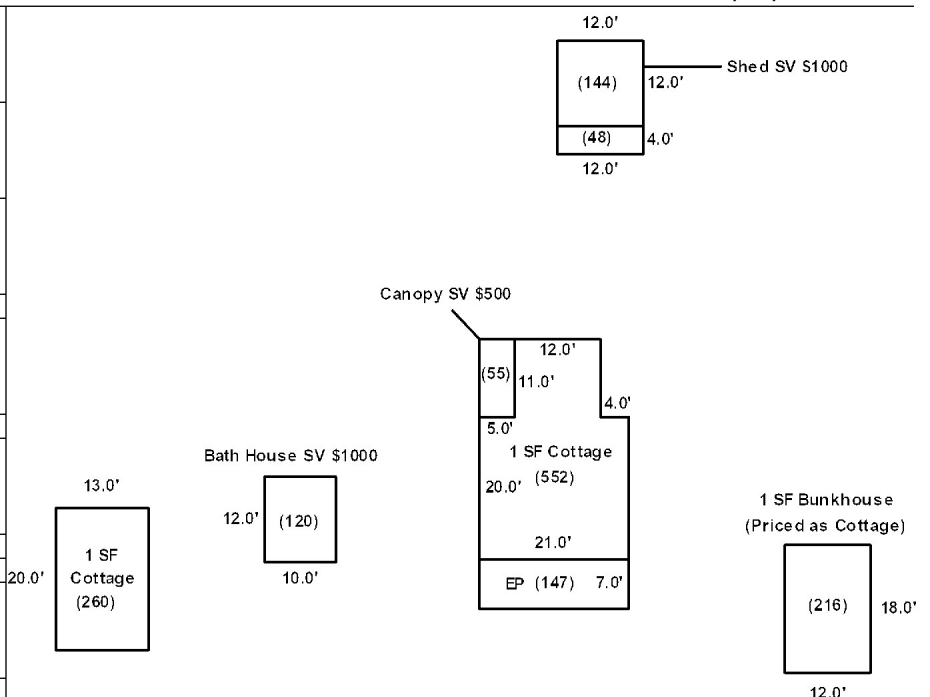 12.0'
Shed SV $1000
(144)
12.0'
(48)
4.0'
12.0'
Canopy SV $500
12.0'
(55)
11.0'
4.0'
5.0'
1 SF Cottage
(552)
20.0'
21.0'
EP (147) 7.0'
Bath House SV $1000
12.0'
(120)
10.0'
13.0'
1 SF
Cottage
(260)
20.0'
1 SF Bunkhouse
(Priced as Cottage)
(216)
18.0'
12.0'